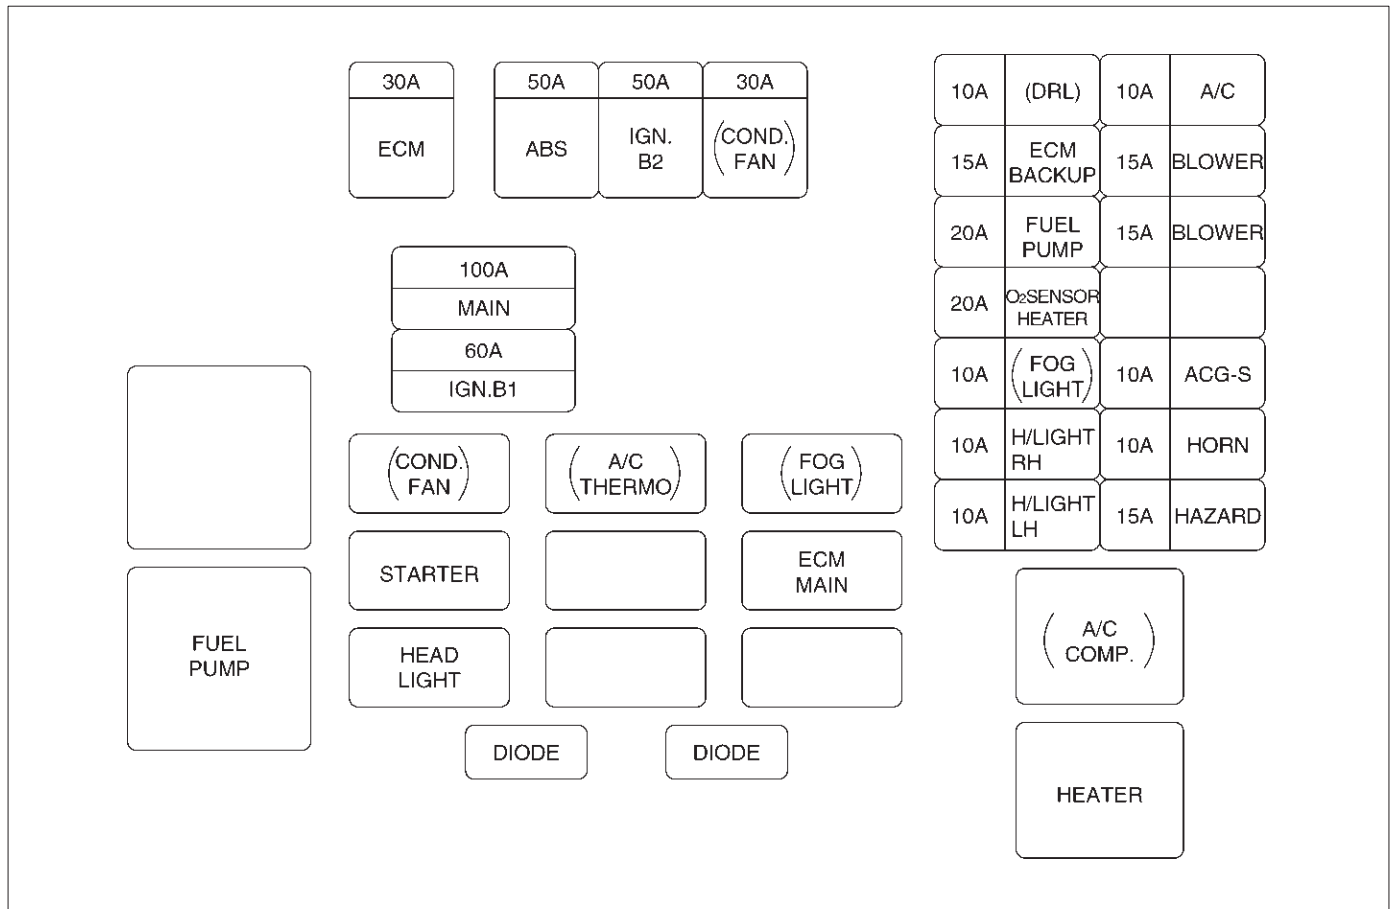 30A
ECM
50A 50A 30A
ABS IGN. B2 (COND. FAN)
100A
MAIN
60A
IGN.B1
(COND. FAN)
(A/C THERMO)
(FOG LIGHT)
STARTER
ECM MAIN
HEAD LIGHT
DIODE DIODE
FUEL PUMP
10A (DRL) 10A A/C
15A ECM BACKUP 15A BLOWER
20A FUEL PUMP 15A BLOWER
20A O2SENSOR HEATER
10A (FOG LIGHT) 10A ACG-S
10A H/LIGHT RH 10A HORN
10A H/LIGHT LH 15A HAZARD
(A/C COMP.)
HEATER